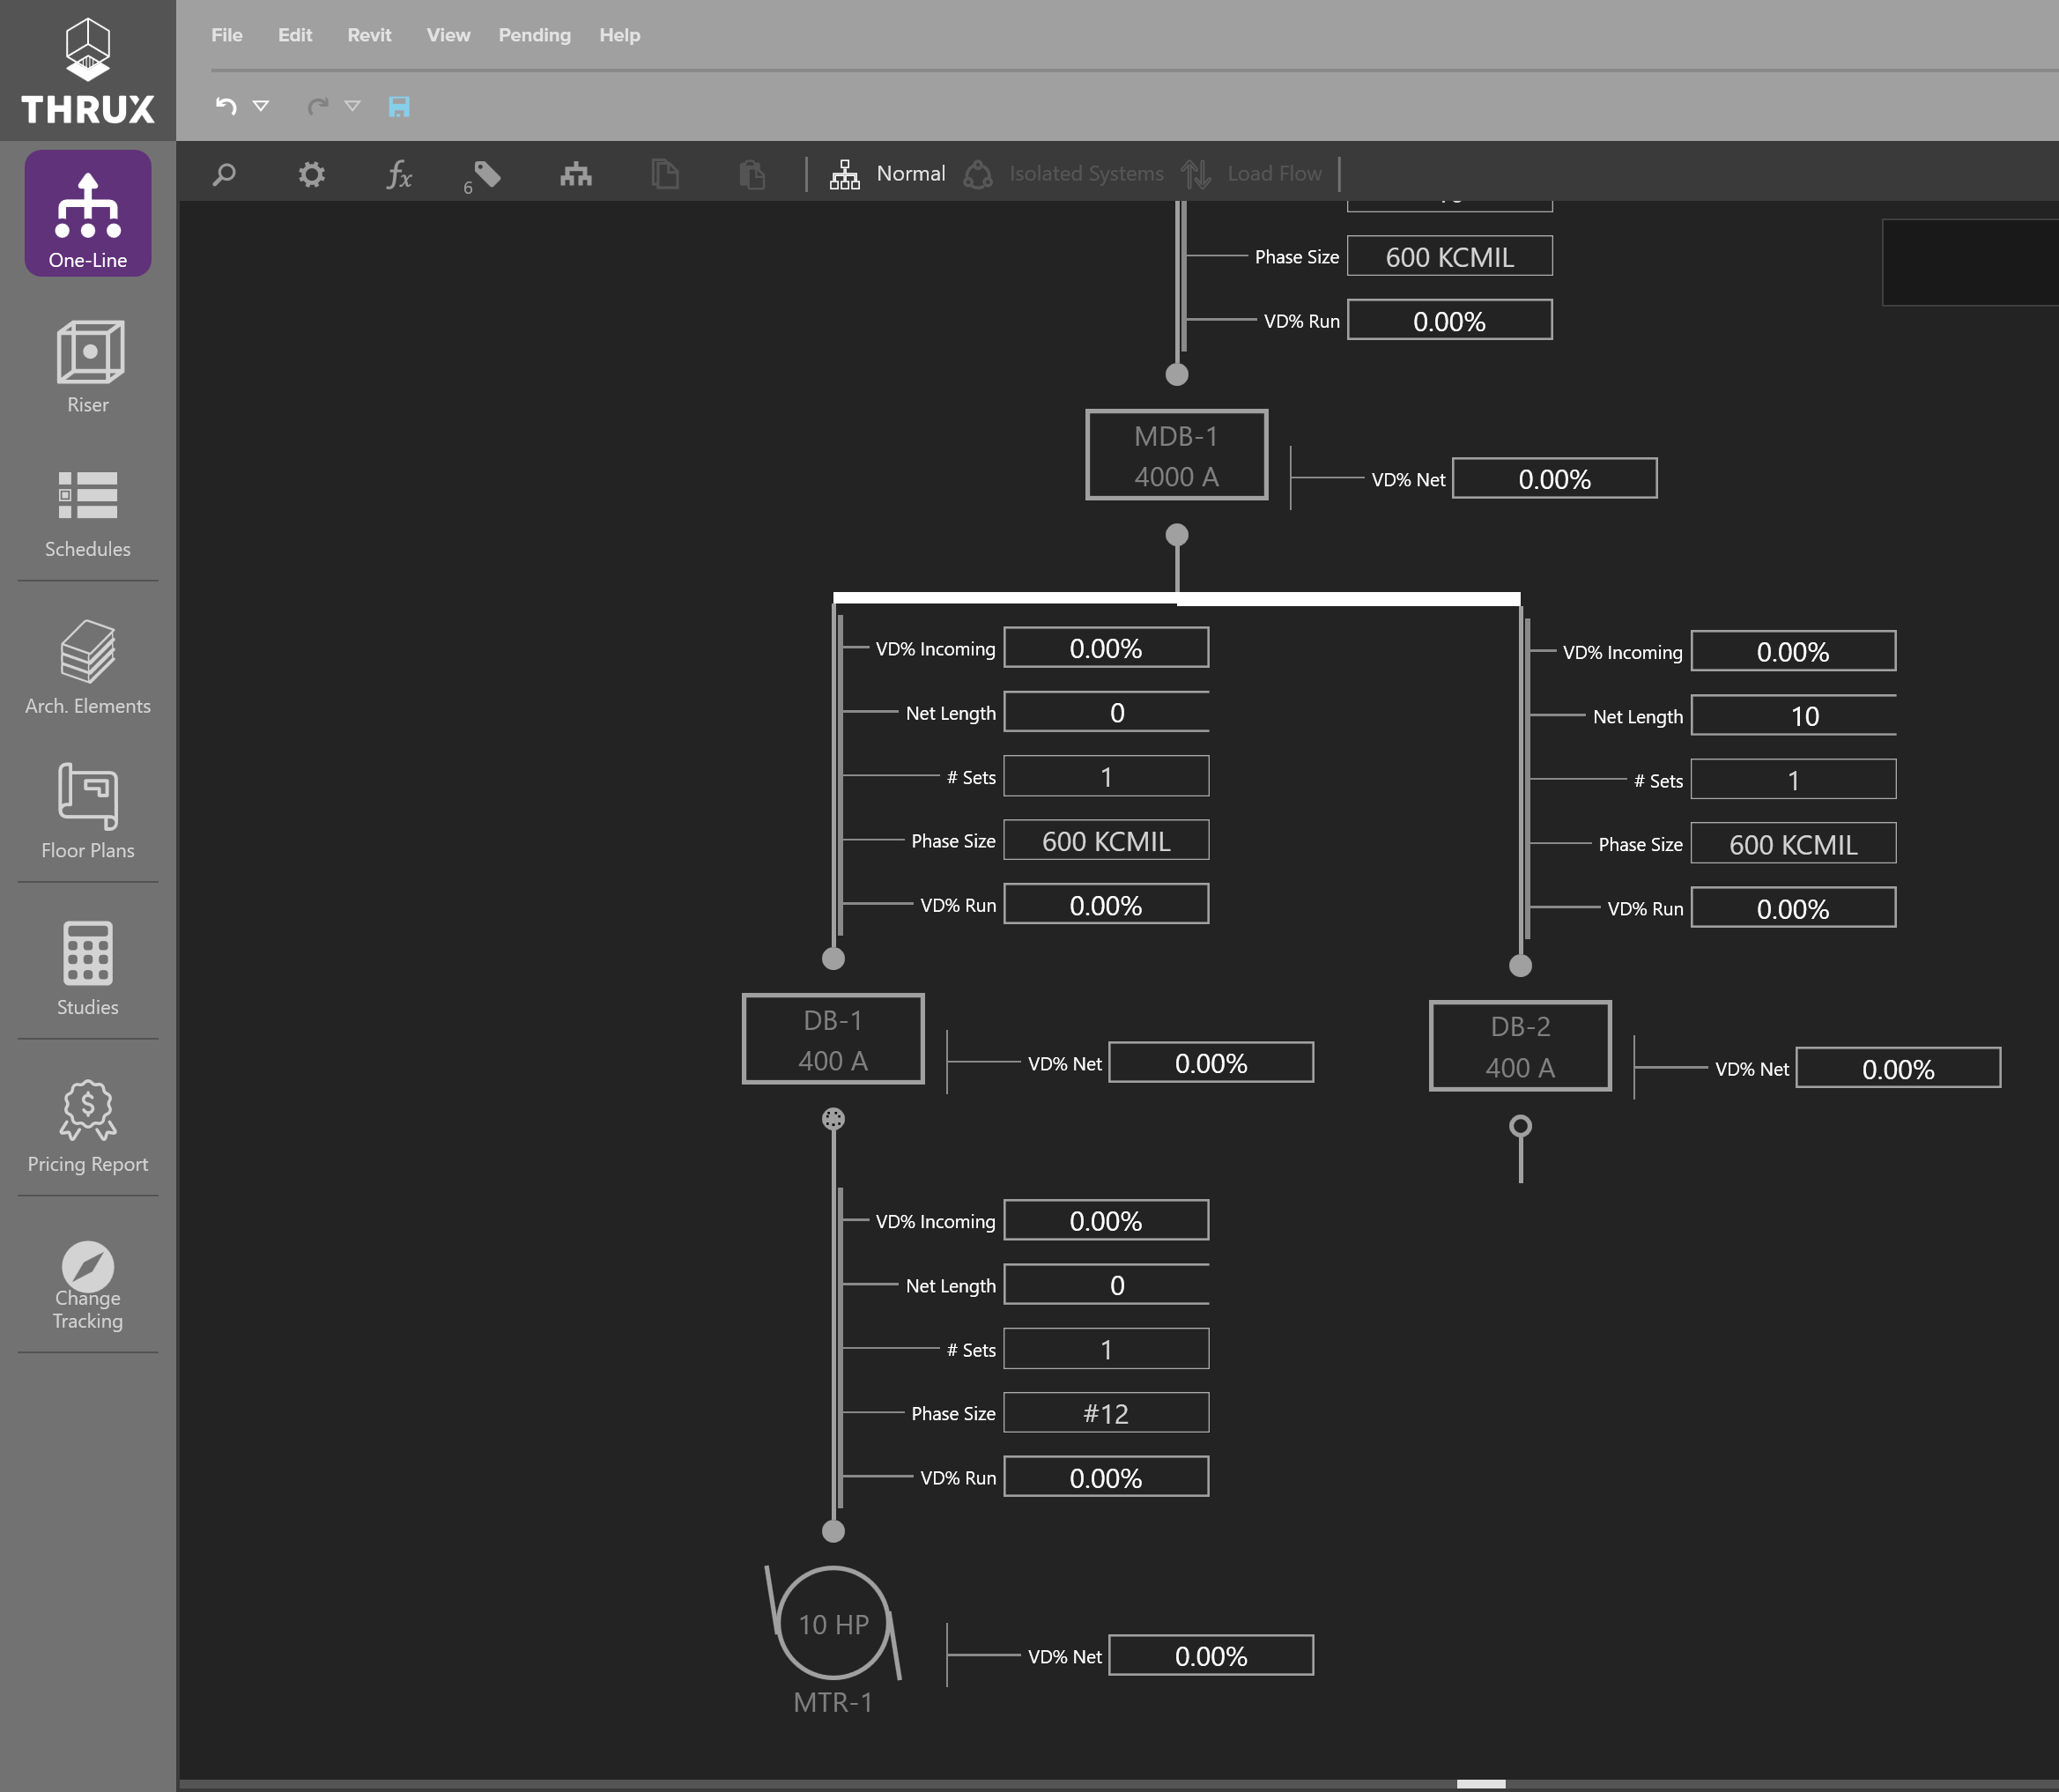 File Edit Revit View Pending Help
THRUX
6 Normal Isolated Systems Load Flow
One-Line
Riser
Schedules
Arch. Elements
Floor Plans
Studies
Pricing Report
Change
Tracking
Phase Size 600 KCMIL
VD% Run 0.00%
MDB-1
4000 A
VD% Net 0.00%
VD% Incoming 0.00%
Net Length 0
# Sets 1
Phase Size 600 KCMIL
VD% Run 0.00%
VD% Incoming 0.00%
Net Length 10
# Sets 1
Phase Size 600 KCMIL
VD% Run 0.00%
DB-1
400 A
VD% Net 0.00%
DB-2
400 A
VD% Net 0.00%
VD% Incoming 0.00%
Net Length 0
# Sets 1
Phase Size #12
VD% Run 0.00%
10 HP
MTR-1
VD% Net 0.00%